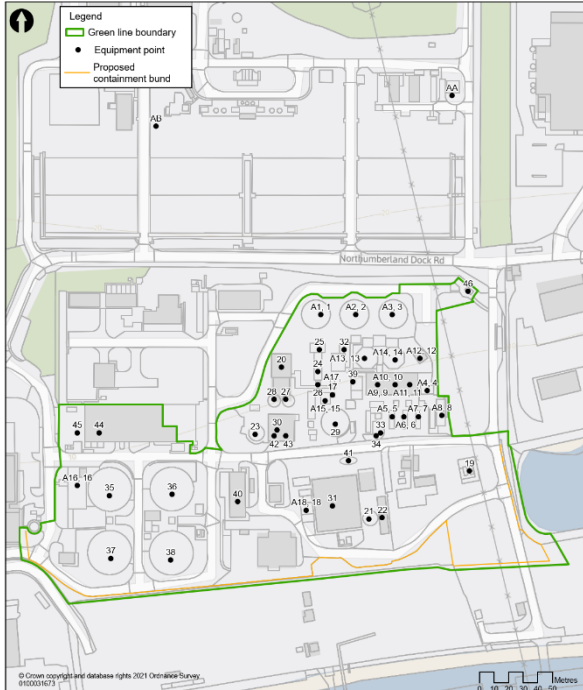 Legend
Green line boundary
Equipment point
Proposed
containment bund
AA
AB
Northumberland Dock Rd
46
A1, 1
A2, 2
A3, 3
25
32
A13, 13
A14, 14
A12, 12
20
24
A17
17
39
A10, 10
A9, 9
A11, 11
A4, 4
28
27
26
A15, 15
A5, 5
A6, 6
A7, 7
A8, 8
23
30
42
43
29
33
34
45
44
41
19
A16, 16
35
36
40
A18, 18
31
21
22
37
38
© Crown copyright and database rights 2021 Ordnance Survey
0100031673
Metres
0 10 20 30 40 50